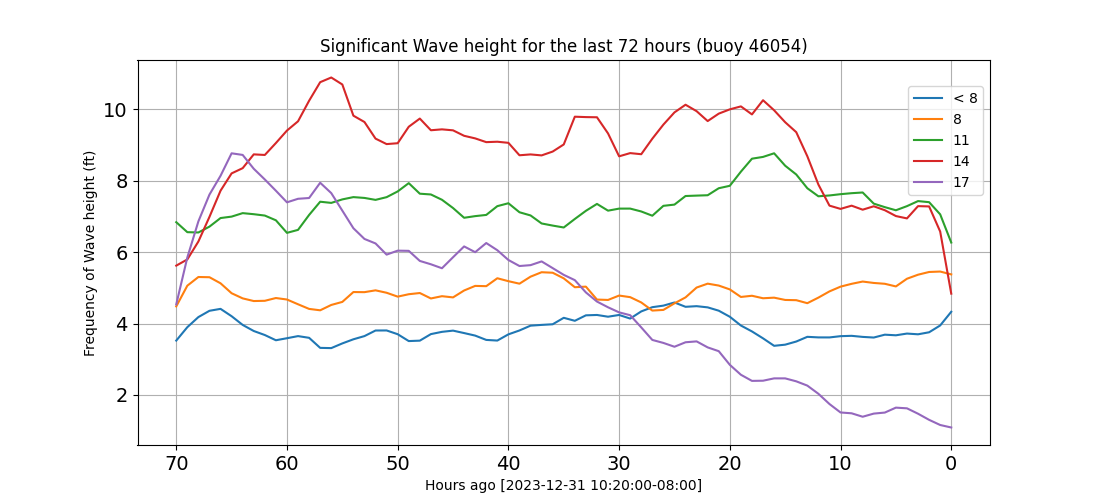 Significant Wave height for the last 72 hours (buoy 46054)
Frequency of Wave height (ft)
10
8
6
4
2
< 8
8
11
14
17
70 60 50 40 30 20 10 0
Hours ago [2023-12-31 10:20:00-08:00]